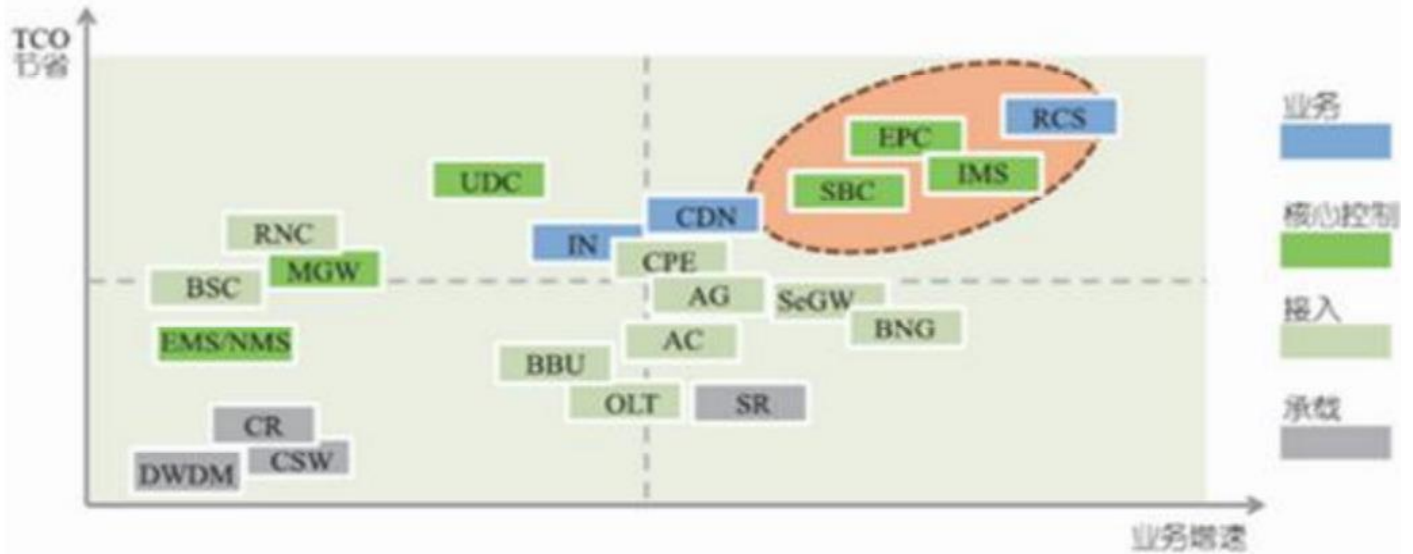 TCO
节省
RCS
EPC
IMS
UDC
SBC
CDN
RNC
IN
CPE
MGW
BSC
AG
SeGW
BNG
EMS/NMS
AC
BBU
OLT
SR
CR
CSW
DWDM
业务增速
业务
核心控制
接入
承载